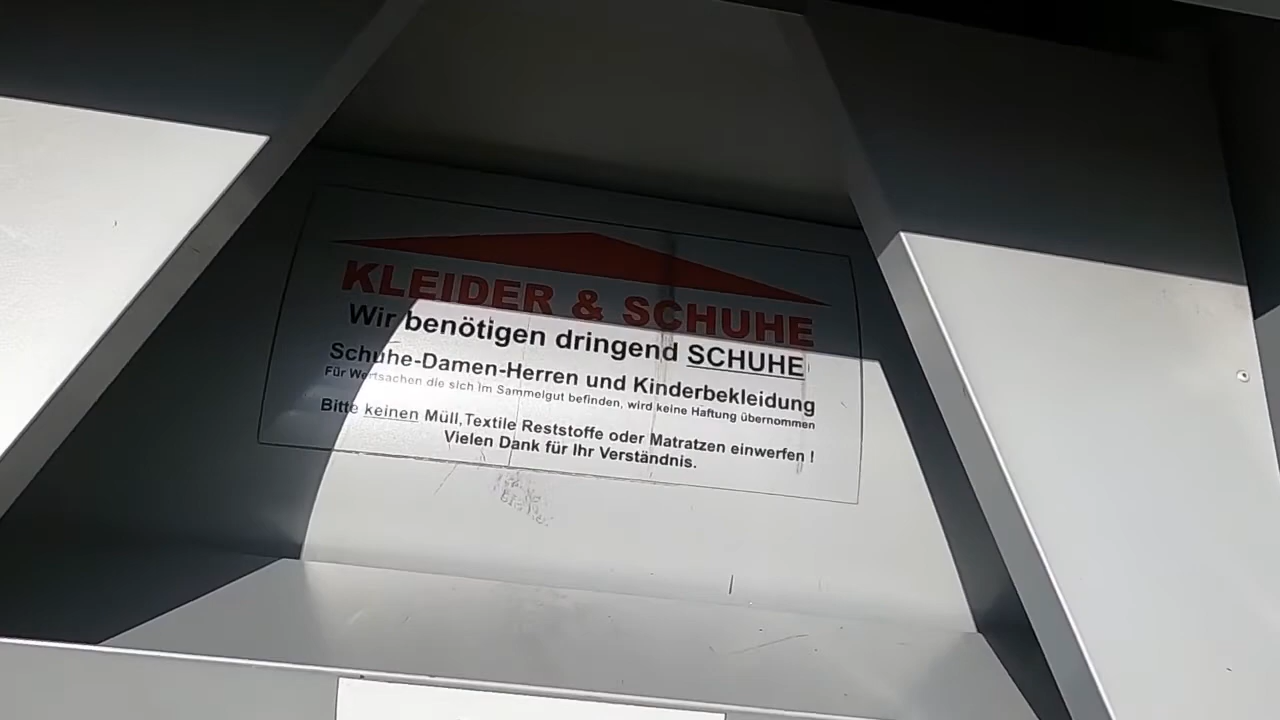 KLEIDER & SCHUHE
Wir benötigen dringend SCHUHE
Schuhe-Damen-Herren und Kinderbekleidung
Für Wertsachen die sich im Sammelgut befinden, wird keine Haftung übernommen
Bitte keinen Müll,Textile Reststoffe oder Matratzen einwerfen !
Vielen Dank für Ihr Verständnis.